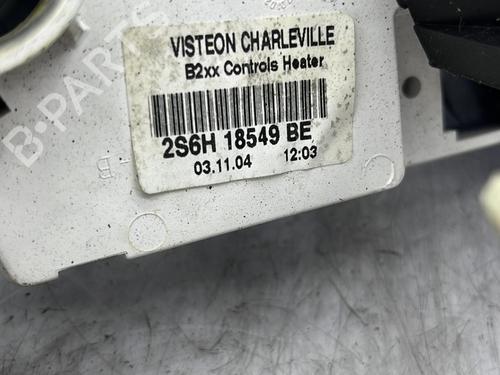 VISTEON CHARLEVILLE
B2xx Controls Heater
2S6H 18549 BE
03.11.04 12:03
B-PARTS